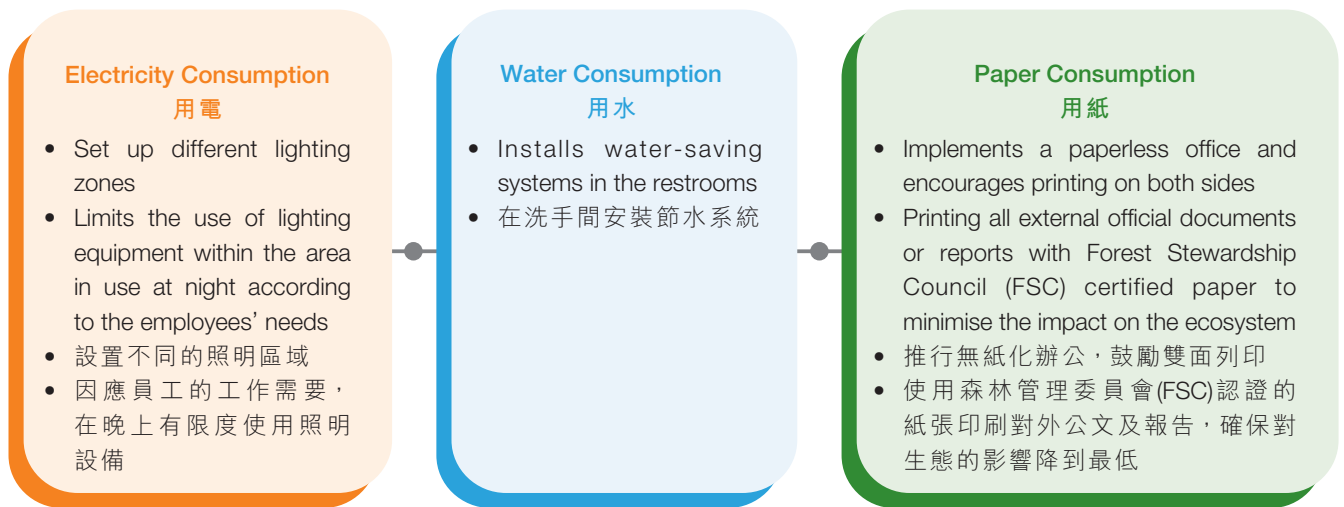 Electricity Consumption
用電
• Set up different lighting
zones
• Limits the use of lighting
equipment within the area
in use at night according
to the employees’ needs
• 設置不同的照明區域
• 因應員工的工作需要，
在晚上有限度使用照明
設備
Water Consumption
用水
• Installs water-saving
systems in the restrooms
• 在洗手間安裝節水系統
Paper Consumption
用紙
• Implements a paperless office and
encourages printing on both sides
• Printing all external official documents
or reports with Forest Stewardship
Council (FSC) certified paper to
minimise the impact on the ecosystem
• 推行無紙化辦公，鼓勵雙面列印
• 使用森林管理委員會(FSC)認證的
紙張印刷對外公文及報告，確保對
生態的影響降到最低